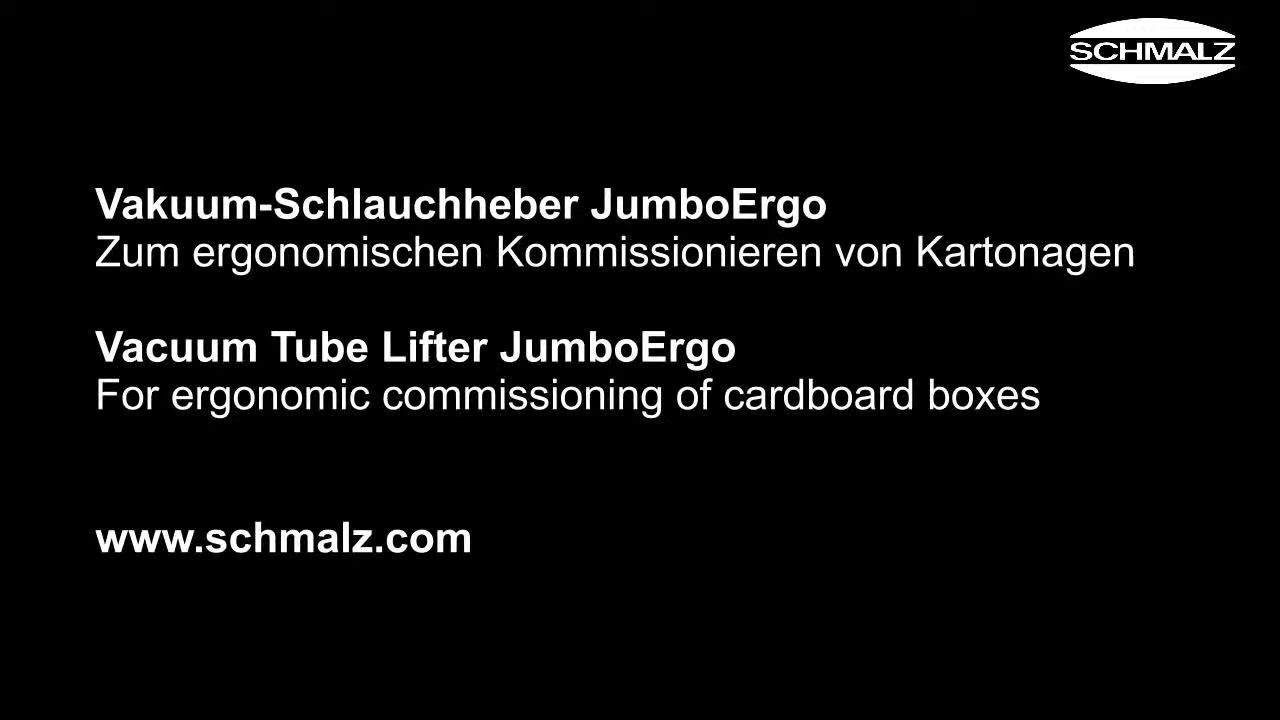 SCHMALZ
Vakuum-Schlauchheber JumboErgo
Zum ergonomischen Kommissionieren von Kartonagen
Vacuum Tube Lifter JumboErgo
For ergonomic commissioning of cardboard boxes
www.schmalz.com